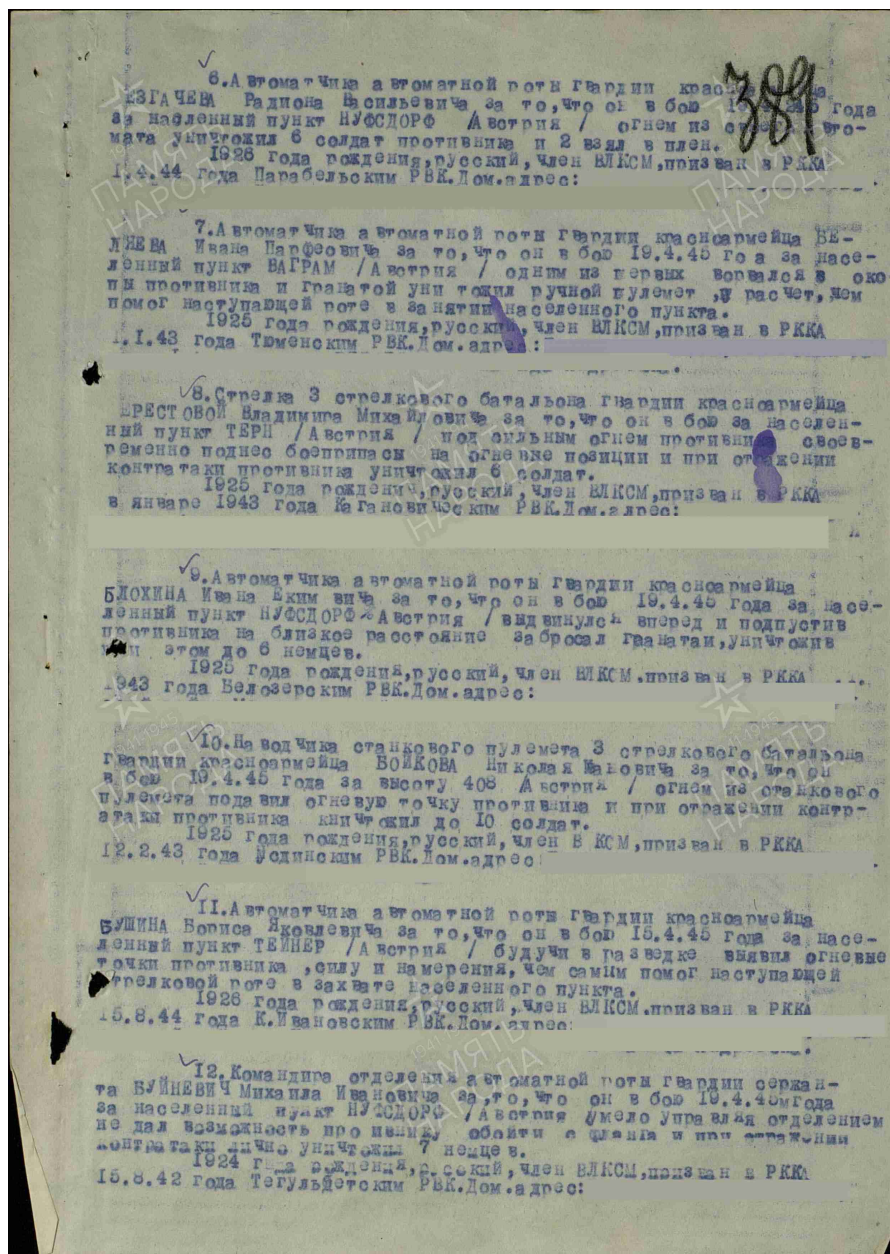 389
6.Автоматчика автоматной роты гвардии
ЕЗГАЧЕВА Радиона Васильевича за то,что он в бою года
за населенный пункт НУФСДОРФ /Австрия / огнем из
мата уничтожил 6 солдат противника и 2 взял в плен.
1926 года рождения,русский,член ВЛКСМ,призван в РККА
1.4.44 года Парабельским РВК.Дом.адрес:
7.Автоматчика автоматной роты гвардии красноармейца БЕ-
ЛЯЕВА Ивана Парфеовича за то,что он в бою 19.4.45 го а за насе-
ленный пункт ВАГРАМ /Австрия / одним из первых ворвался в око
пы противника и гранатой уни тожил ручной пулемет ,и расчет,чем
помог наступающей роте в занятии населенного пункта.
1925 года рождения,русский,член ВЛКСМ,призван в РККА
1.I.43 года Тюменским РВК.Дом.адрес:
8.Стрелка 3 стрелкового батальона гвардии красноармейца
БЕРЕСТОВОЙ Владимира Михайловича за то,что он в бою за населен-
ный пункт ТЕРН /Австрия / под сильным огнем противника своев-
ременно поднес боеприпасы на огневые позиции и при отражении
контратаки противника уничтожил 6 солдат.
1925 года рождения,русский,член ВЛКСМ,призван в РККА
в январе 1943 года Кагановическим РВК.Дом.адрес:
9.Автоматчика автоматной роты гвардии красноармейца
БЛОХИНА Ивана Еким вича за то,что он в бою 19.4.45 года за насе-
ленный пункт НУФСДОРФ Австрия /выдвинулся вперед и подпустив
противника на близкое расстояние забросал гранатаи,уничтожив
при этом до 6 немцев.
1925 года рождения,русский,член ВЛКСМ.призван в РККА
1943 года Белозерским РВК.Дом.адрес:
10.Наводчика станкового пулемета 3 стрелкового батальона
гвардии красноармейца БОЙКОВА Николая за то,что он
в бою 19.4.45 года за высоту 408 /Австрия / огнем из станкового
пулемета подавил огневую точку противника и при отражении контр-
атаки противника кничтожил до 10 солдат.
1925 года рождения,русский,член В КСМ,призван в РККА
12.2.43 года Усдинским РВК.Дом.адрес
11.Автоматчика автоматной роты гвардии красноармейца
БУШИНА Бориса Яковлевича за то,что он в бою 15.4.45 года за насе-
ленный пункт ТЕЙНЕР /Австрия / будучи в разведке выявил огневые
точки противника ,силу и намерения,чем самим помог наступающей
стрелковой роте в захвате населенного пункта.
1926 года рождения,русский,член ВЛКСМ.призван в РККА
15.8.44 года К.Ивановским РВК.Дом.адрес:
12.Командира отделения автоматной роты гвардии сержан-
та БУЙНЕВИЧ Михаила Ивановича за,то, что он в бою 19.4.45мгода
за населенный пункт НУФСДОРФ /Австрия умело управляя отделением
не дал возможность про ивнику обойти с фланга и при отражении
контратаки лично уничтожил 7 немцев.
1924 года рождения,русский,член ВЛКСМ,призван в РККА
15.8.42 года Тегульдетским РВК.Дом.адрес: